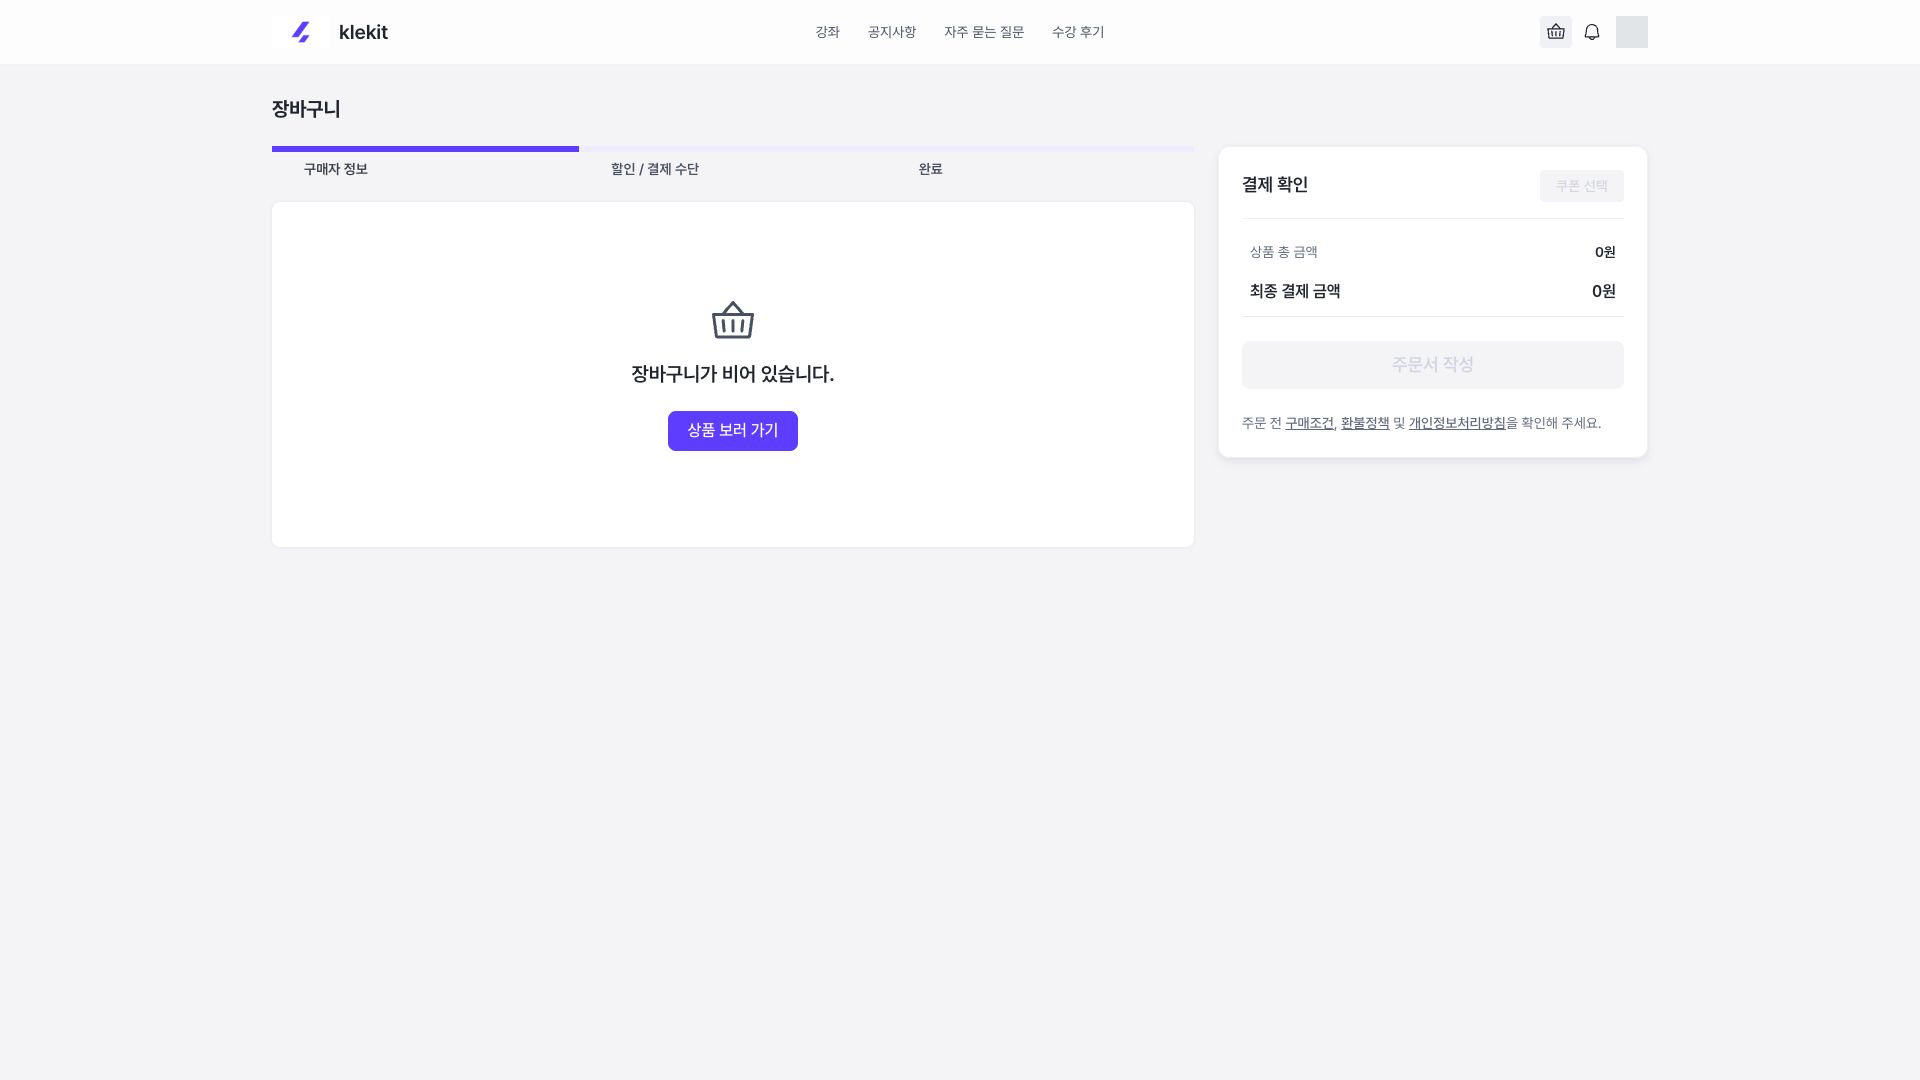 klekit
강좌
공지사항
자주 묻는 질문
수강 후기
장바구니
구매자 정보
할인 / 결제 수단
완료
장바구니가 비어 있습니다.
상품 보러 가기
결제 확인
쿠폰 선택
상품 총 금액 0원
최종 결제 금액 0원
주문서 작성
주문 전 구매조건, 환불정책 및 개인정보처리방침을 확인해 주세요.